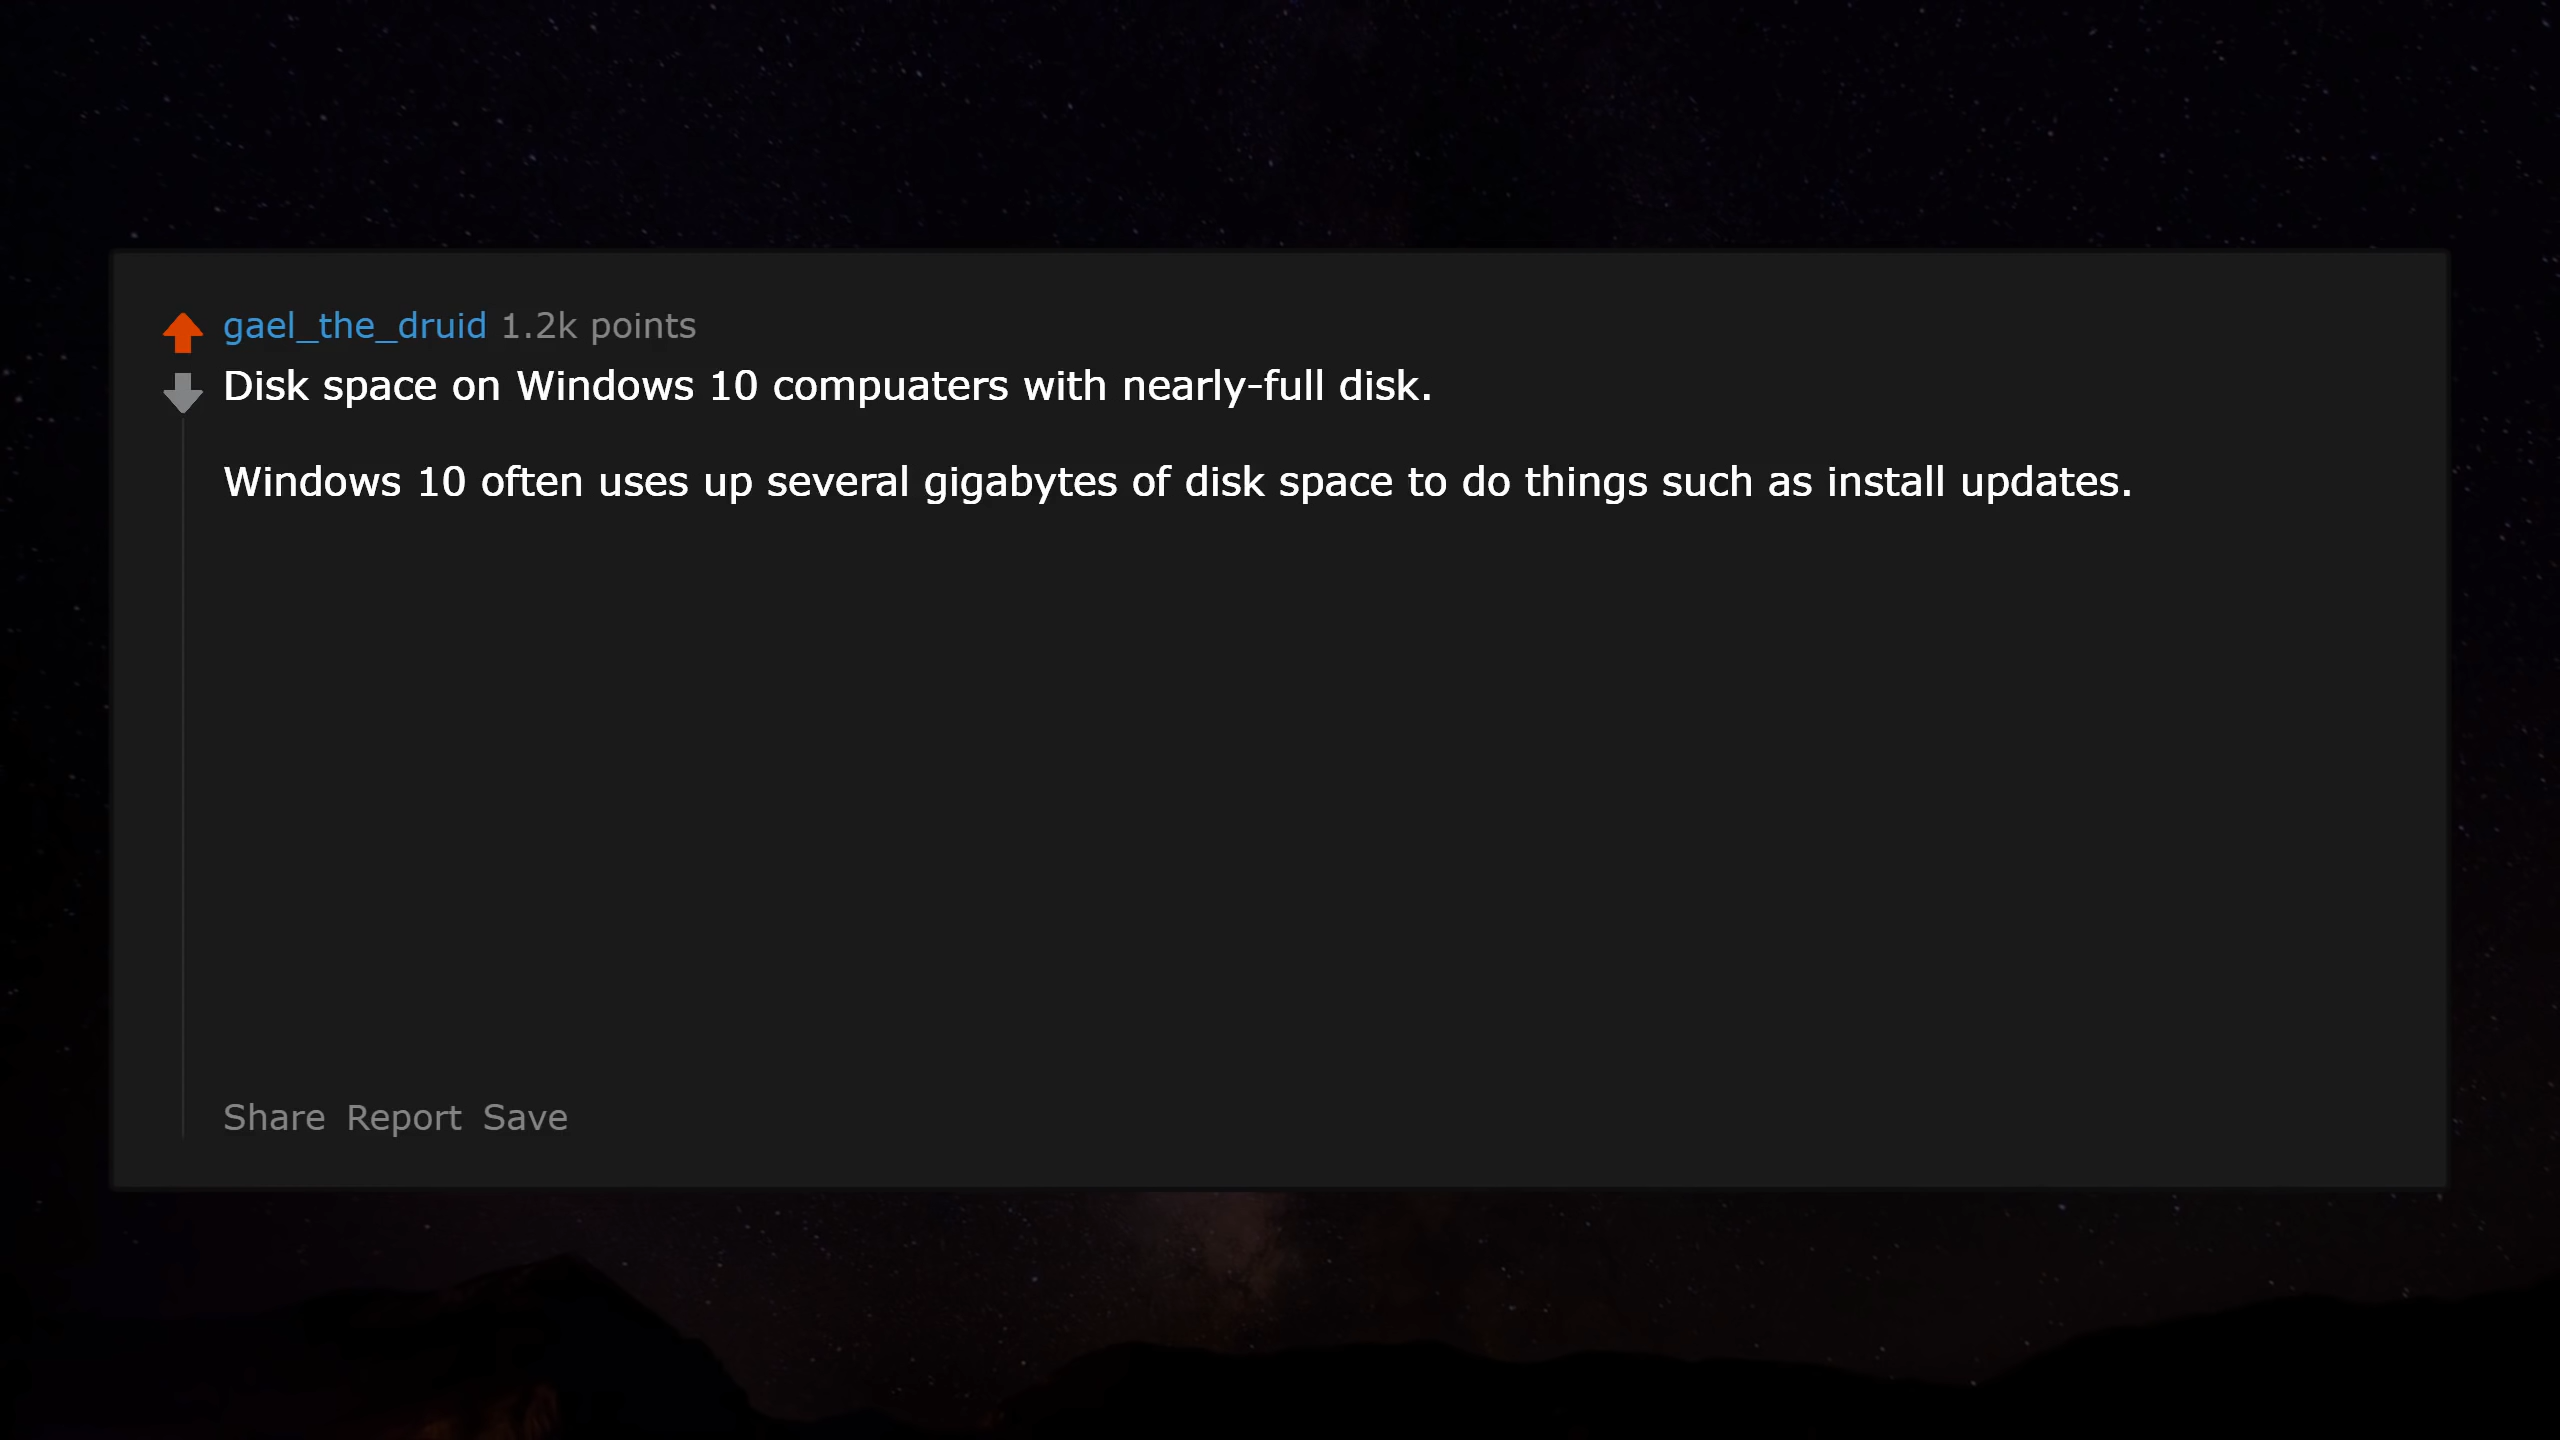 gael_the_druid 1.2k points
Disk space on Windows 10 compuaters with nearly-full disk.
Windows 10 often uses up several gigabytes of disk space to do things such as install updates.
Share Report Save